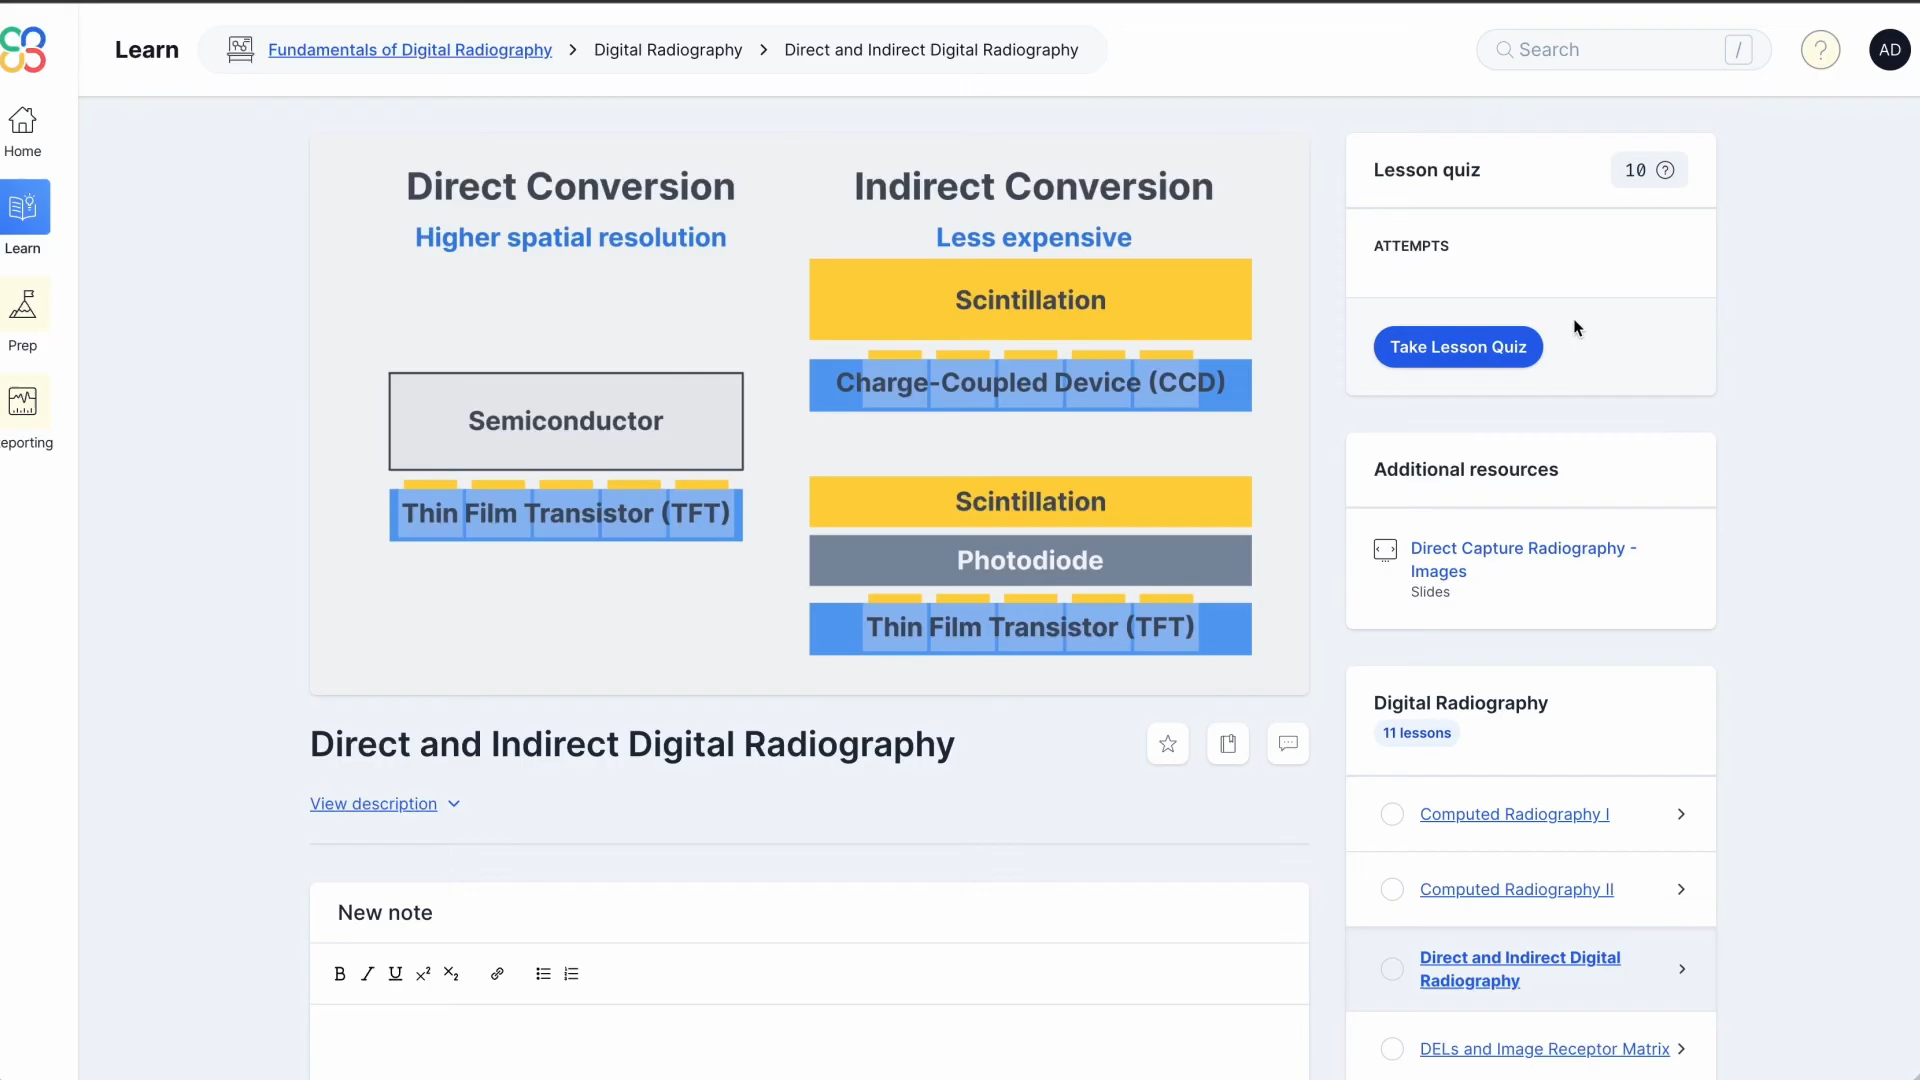 Learn
Fundamentals of Digital Radiography > Digital Radiography > Direct and Indirect Digital Radiography
Search /
?
AD
Home
Learn
Prep
eporting
Direct Conversion
Higher spatial resolution
Semiconductor
Thin Film Transistor (TFT)
Indirect Conversion
Less expensive
Scintillation
Charge-Coupled Device (CCD)
Scintillation
Photodiode
Thin Film Transistor (TFT)
Direct and Indirect Digital Radiography
View description
New note
B I U x² x₂
Lesson quiz
10 ?
ATTEMPTS
Take Lesson Quiz
Additional resources
Direct Capture Radiography -
Images
Slides
Digital Radiography
11 lessons
Computed Radiography I
Computed Radiography II
Direct and Indirect Digital
Radiography
DELs and Image Receptor Matrix